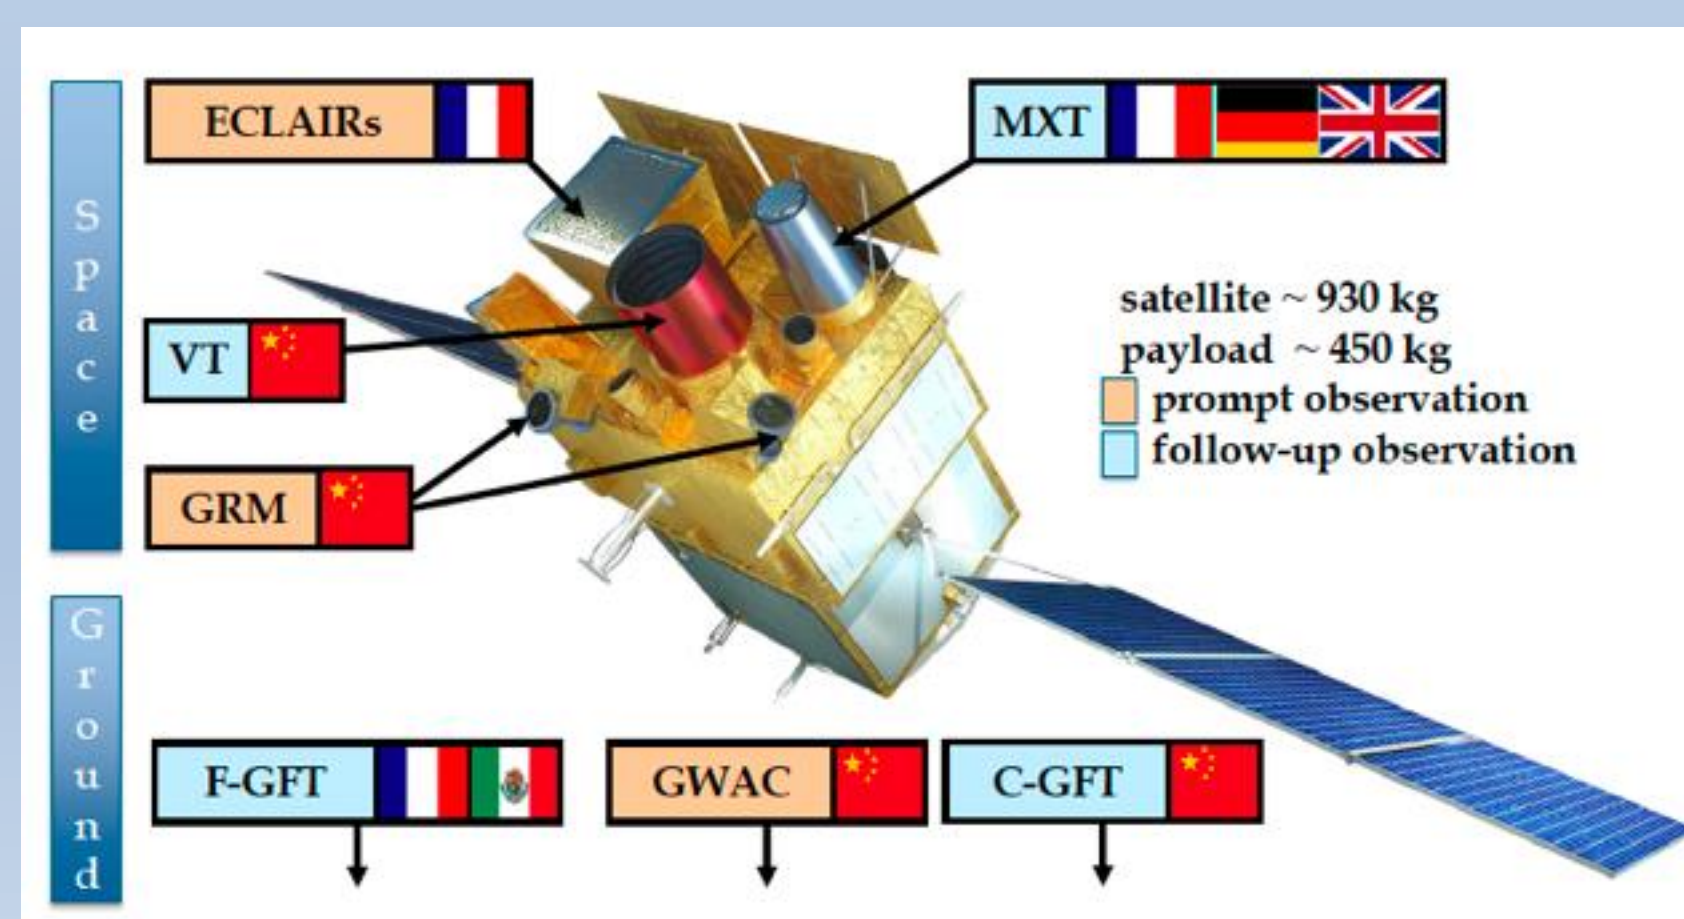 Space
ECLAIRs
MXT
VT
GRM
satellite ~ 930 kg
payload ~ 450 kg
prompt observation
follow-up observation
Ground
F-GFT
GWAC
C-GFT